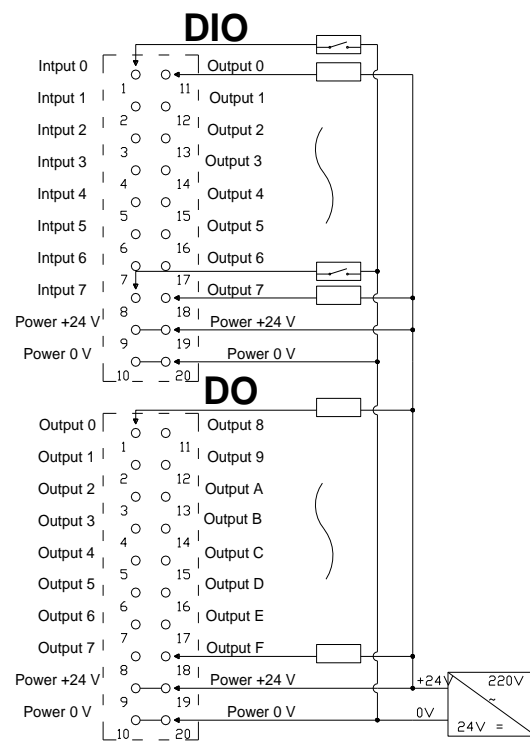 DIO
Intput 0 Output 0
1 11
Intput 1 Output 1
2 12
Intput 2 Output 2
3 13
Intput 3 Output 3
4 14
Intput 4 Output 4
5 15
Intput 5 Output 5
6 16
Intput 6 Output 6
7 17
Intput 7 Output 7
8 18
Power +24 V Power +24 V
9 19
Power 0 V Power 0 V
10 20
DO
Output 0 Output 8
1 11
Output 1 Output 9
2 12
Output 2 Output A
3 13
Output 3 Output B
4 14
Output 4 Output C
5 15
Output 5 Output D
6 16
Output 6 Output E
7 17
Output 7 Output F
8 18
Power +24 V Power +24 V +24V 220V
9 19 ~
Power 0 V Power 0 V 0V 24V =
10 20